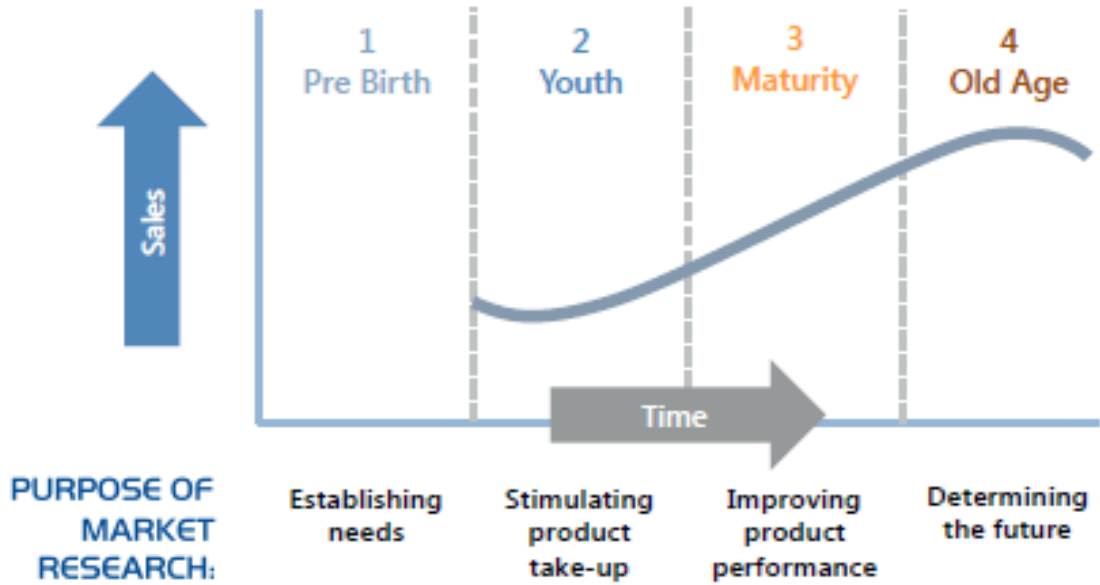 1
Pre Birth
2
Youth
3
Maturity
4
Old Age
Sales
Time
PURPOSE OF
MARKET
RESEARCH:
Establishing
needs
Stimulating
product
take-up
Improving
product
performance
Determining
the future